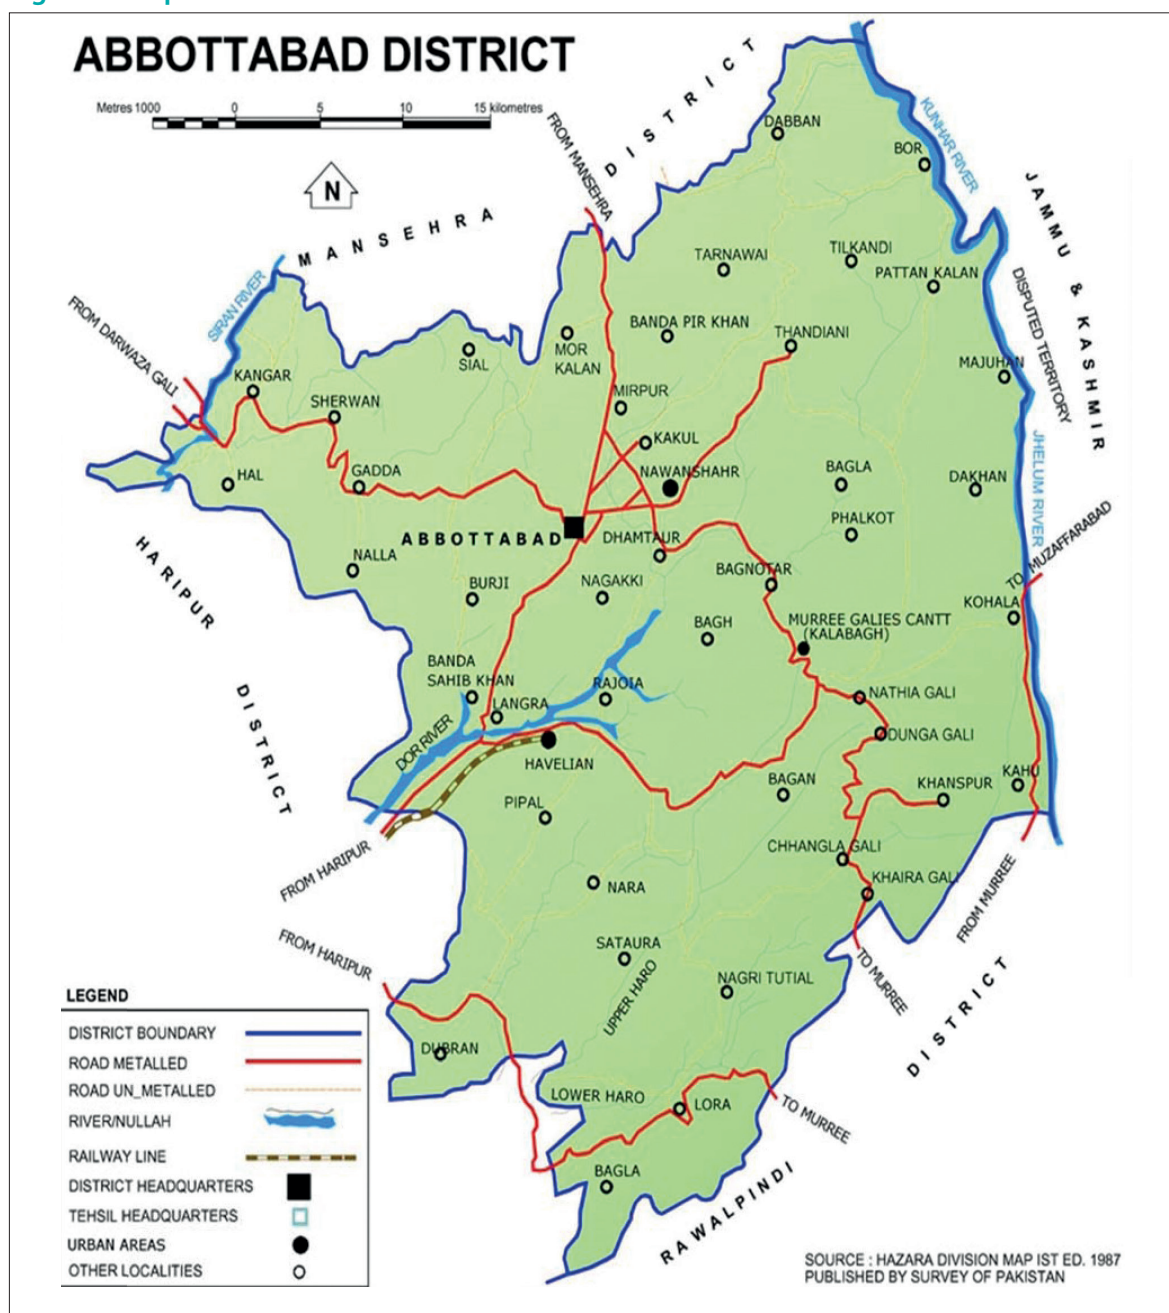 ABBOTTABAD DISTRICT
Metres 1000 0 5 10 15 kilometres
N
FROM MANSEHRA
MANSEHRA DISTRICT
KUNHAR RIVER
JAMMU & KASHMIR
DISPUTED TERRITORY
DABBAN
BOR
TARNAWAI
TILKANDI
PATTAN KALAN
SIRAN RIVER
FROM DARWAZA GALI
BANDA PIR KHAN
THANDIANI
MOR
KALAN
SIAL
MAJUHAN
KANGAR
SHERWAN
MIRPUR
KAKUL
NAWANSHAHR
BAGLA
DAKHAN
JHELUM RIVER
HAL
GADDA
PHALKOT
ABBOTTABAD
DHAMTAUR
TO MUZAFFARABAD
HARIPUR DISTRICT
NALLA
BURJI
NAGAKKI
BAGNOTAR
KOHALA
BAGH
MURREE GALIES CANTT
(KALABAGH)
BANDA
SAHIB KHAN
LANGRA
RAJOIA
NATHIA GALI
DOR RIVER
DUNGA GALI
HAVELIAN
BAGAN
KHANSPUR
KAHU
PIPAL
FROM HARIPUR
CHHANGLA GALI
KHAIRA GALI
NARA
FROM MURREE
FROM HARIPUR
SATAURA
UPPER HARO
NAGRI TUTIAL
TO MURREE
DUBRAN
LOWER HARO
LORA
TO MURREE
BAGLA
RAWALPINDI DISTRICT
LEGEND
DISTRICT BOUNDARY
ROAD METALLED
ROAD UN_METALLED
RIVER/NULLAH
RAILWAY LINE
DISTRICT HEADQUARTERS
TEHSIL HEADQUARTERS
URBAN AREAS
OTHER LOCALITIES
SOURCE : HAZARA DIVISION MAP IST ED. 1987
PUBLISHED BY SURVEY OF PAKISTAN